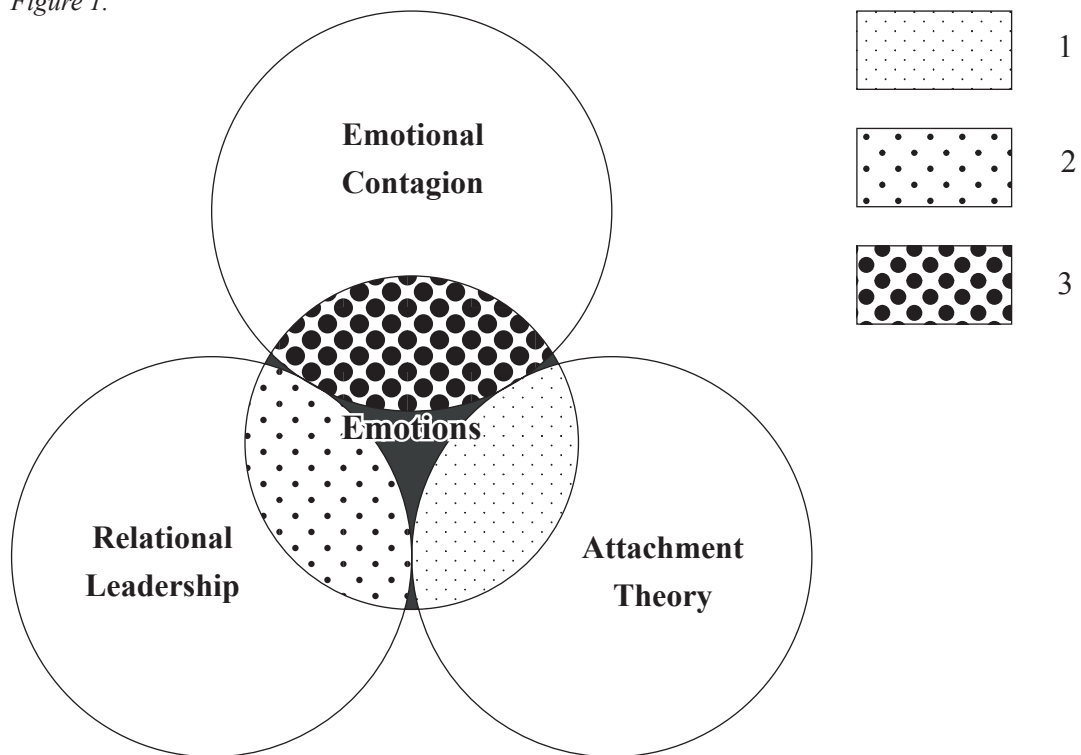 Figure 1.
1
2
3
Emotional
Contagion
Emotions
Relational
Leadership
Attachment
Theory